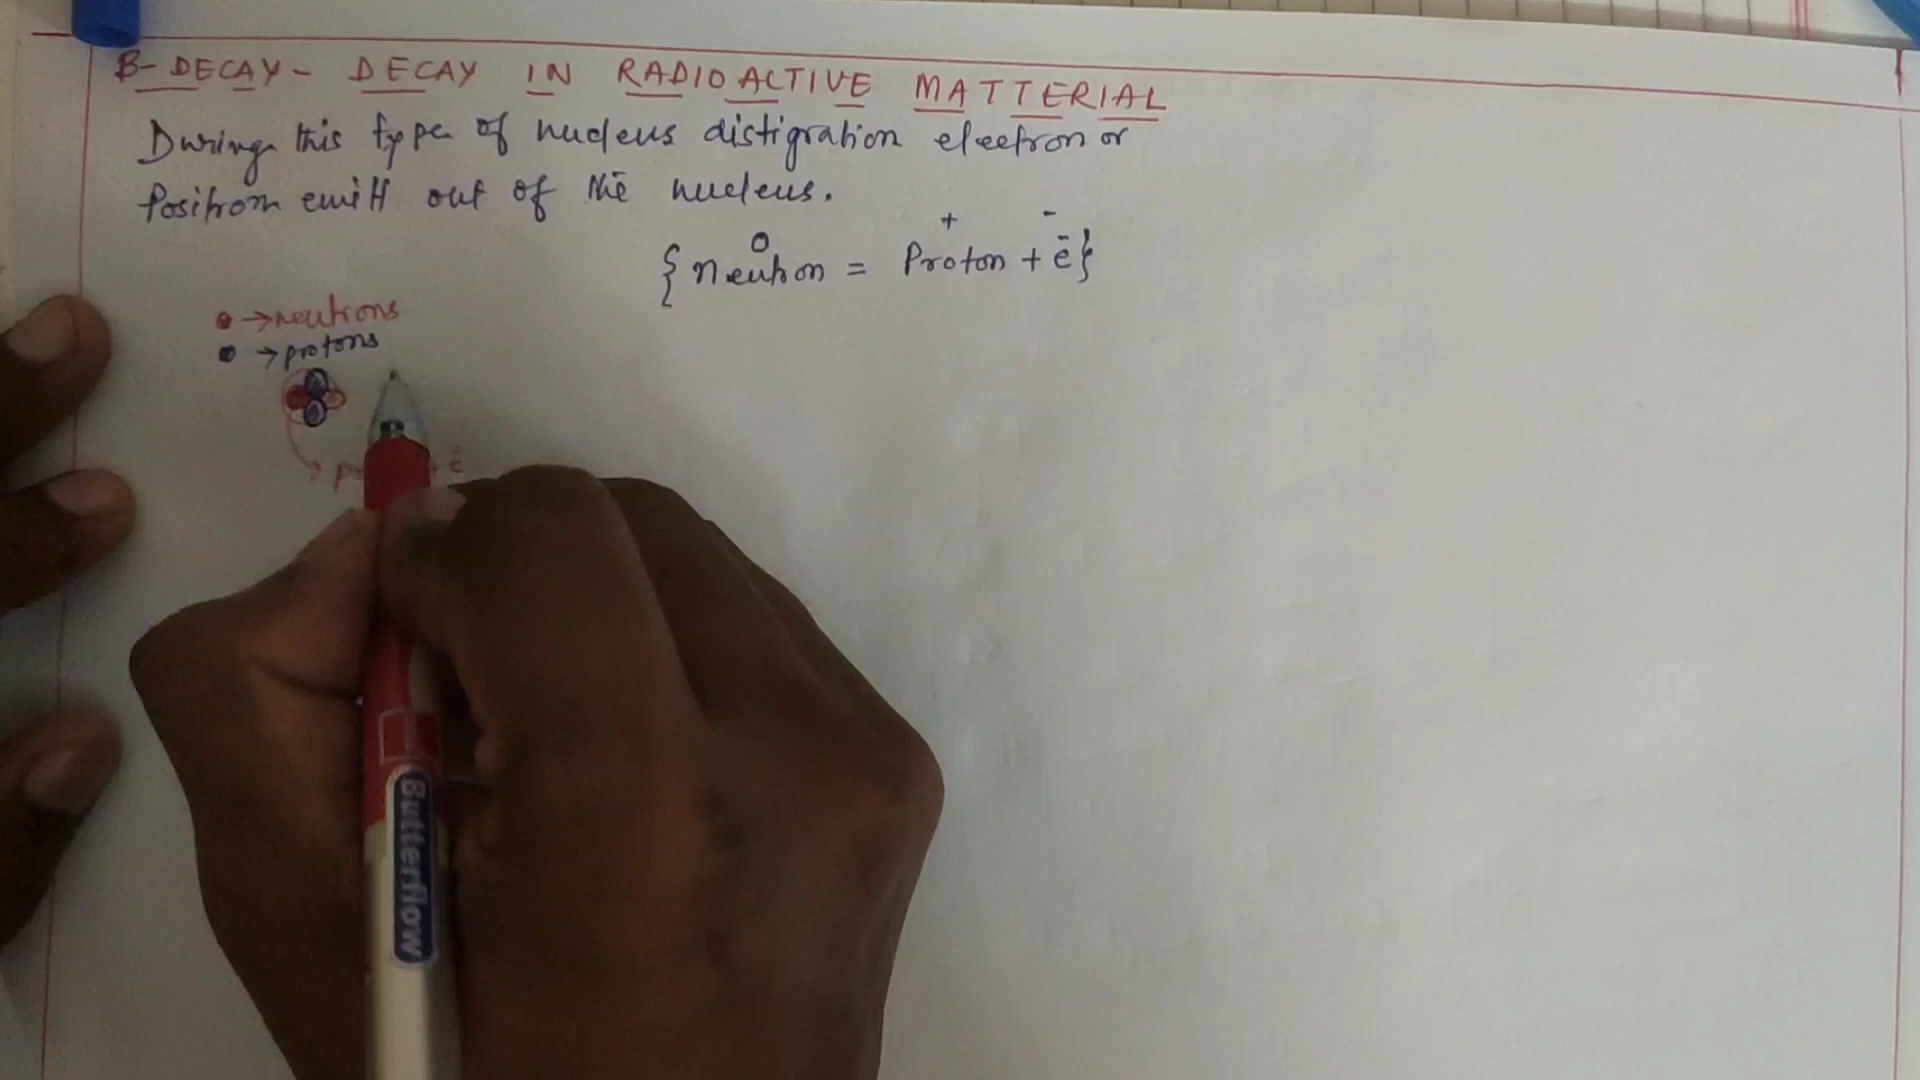 B-DECAY- DECAY IN RADIOACTIVE MATTERIAL
During this type of nucleus distigration electron or
Positrom emitt out of the nucleus.
+ -
0
{neutron = Proton + ē}
→neutrons
→protons
+ ē
Butterflow